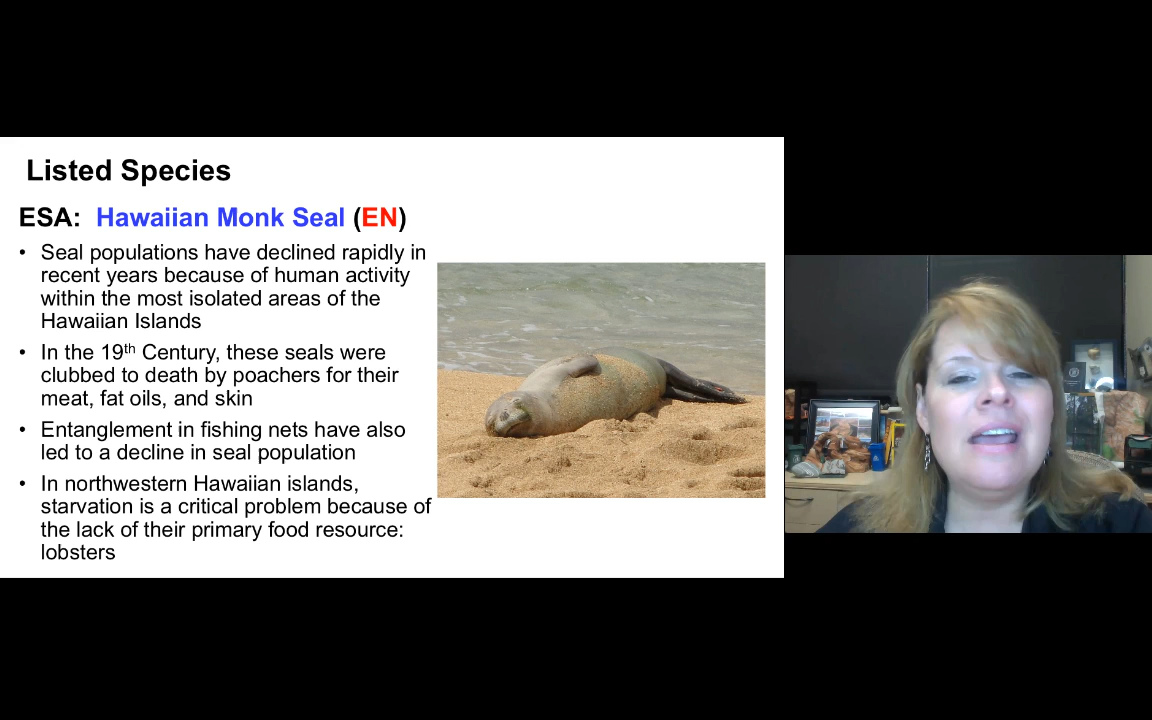 Listed Species
ESA: Hawaiian Monk Seal (EN)
• Seal populations have declined rapidly in
recent years because of human activity
within the most isolated areas of the
Hawaiian Islands
• In the 19th Century, these seals were
clubbed to death by poachers for their
meat, fat oils, and skin
• Entanglement in fishing nets have also
led to a decline in seal population
• In northwestern Hawaiian islands,
starvation is a critical problem because of
the lack of their primary food resource:
lobsters